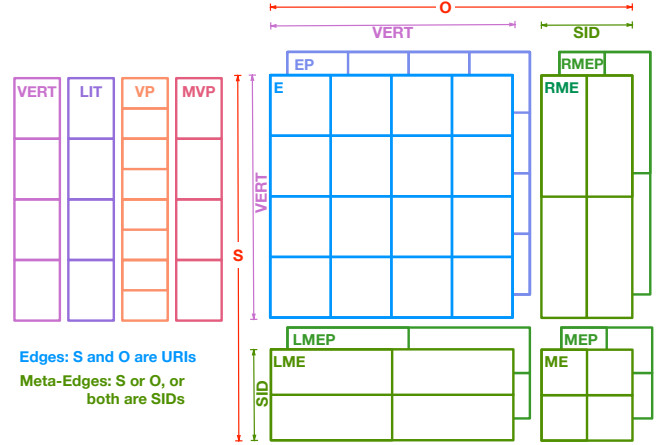 O
VERT
SID
EP
RMEP
VERT
LIT
VP
MVP
E
RME
VERT
S
LMEP
MEP
Edges: S and O are URIs
LME
ME
Meta-Edges: S or O, or
both are SIDs
SID